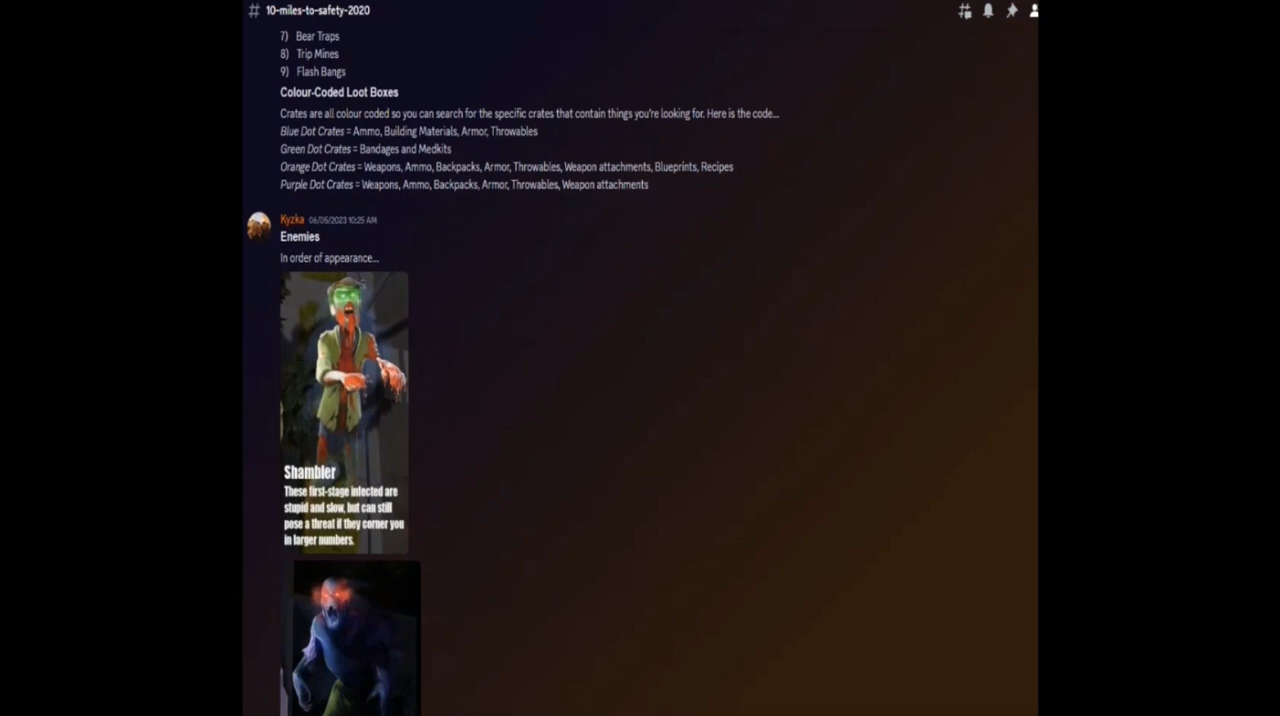 # 10-miles-to-safety-2020
7) Bear Traps
8) Trip Mines
9) Flash Bangs
Colour-Coded Loot Boxes
Crates are all colour coded so you can search for the specific crates that contain things you're looking for. Here is the code...
Blue Dot Crates = Ammo, Building Materials, Armor, Throwables
Green Dot Crates = Bandages and Medkits
Orange Dot Crates = Weapons, Ammo, Backpacks, Armor, Throwables, Weapon attachments, Blueprints, Recipes
Purple Dot Crates = Weapons, Ammo, Backpacks, Armor, Throwables, Weapon attachments
Kyzka 06/05/2023 10:25 AM
Enemies
In order of appearance...
Shambler
These first-stage infected are
stupid and slow, but can still
pose a threat if they corner you
in larger numbers.